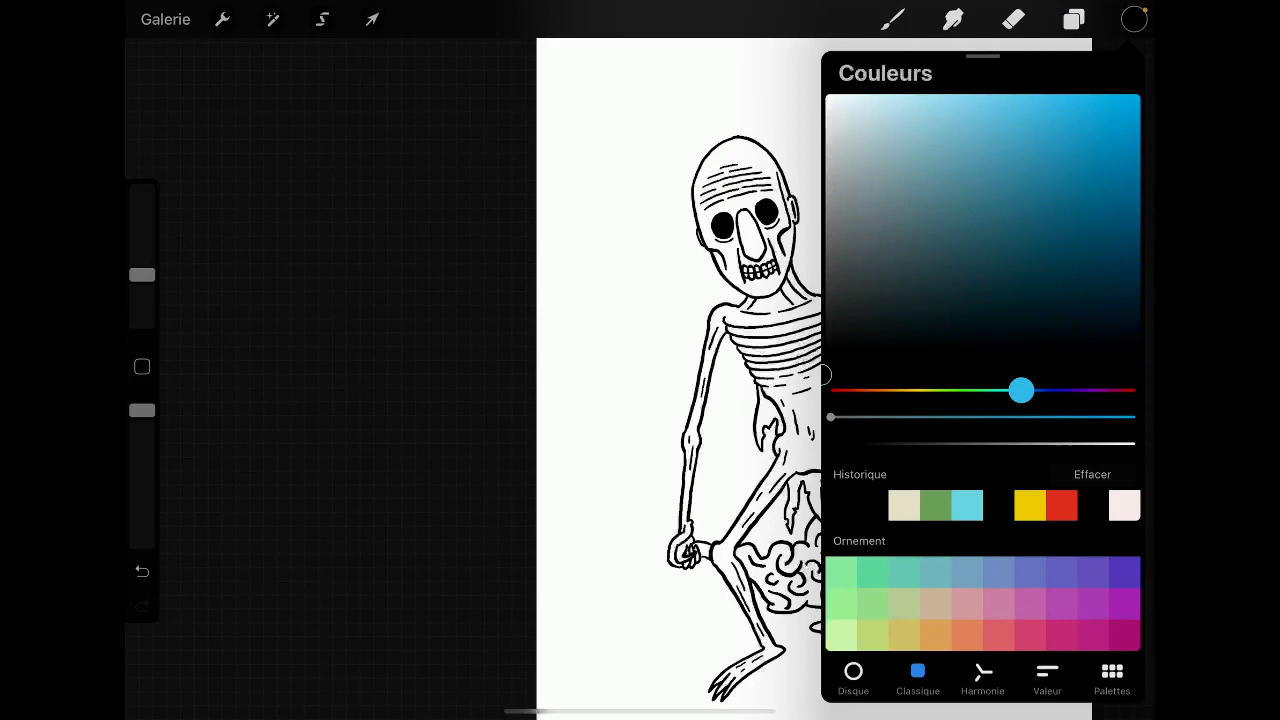 Galerie
Couleurs
Historique
Effacer
Ornement
Disque
Classique
Harmonie
Valeur
Palettes